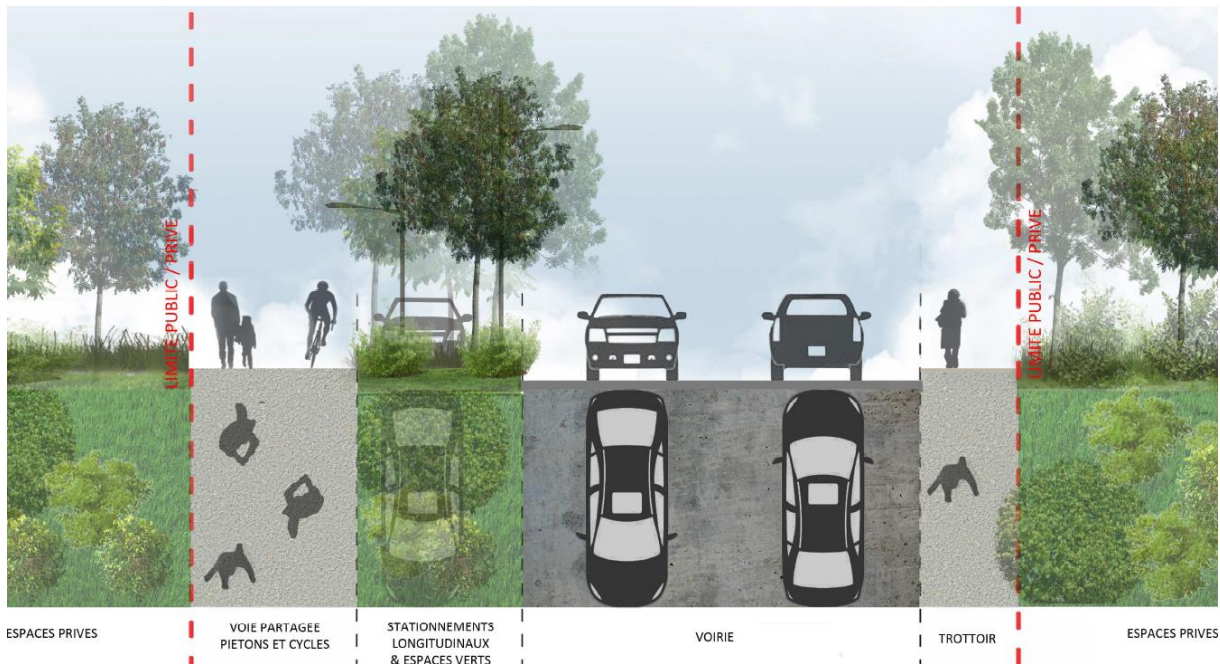 LIMITE PUBLIC / PRIVE
LIMITE PUBLIC / PRIVE
ESPACES PRIVES
VOIE PARTAGEE
PIETONS ET CYCLES
STATIONNEMENTS
LONGITUDINAUX
& ESPACES VERTS
VOIRIE
TROTTOIR
ESPACES PRIVES